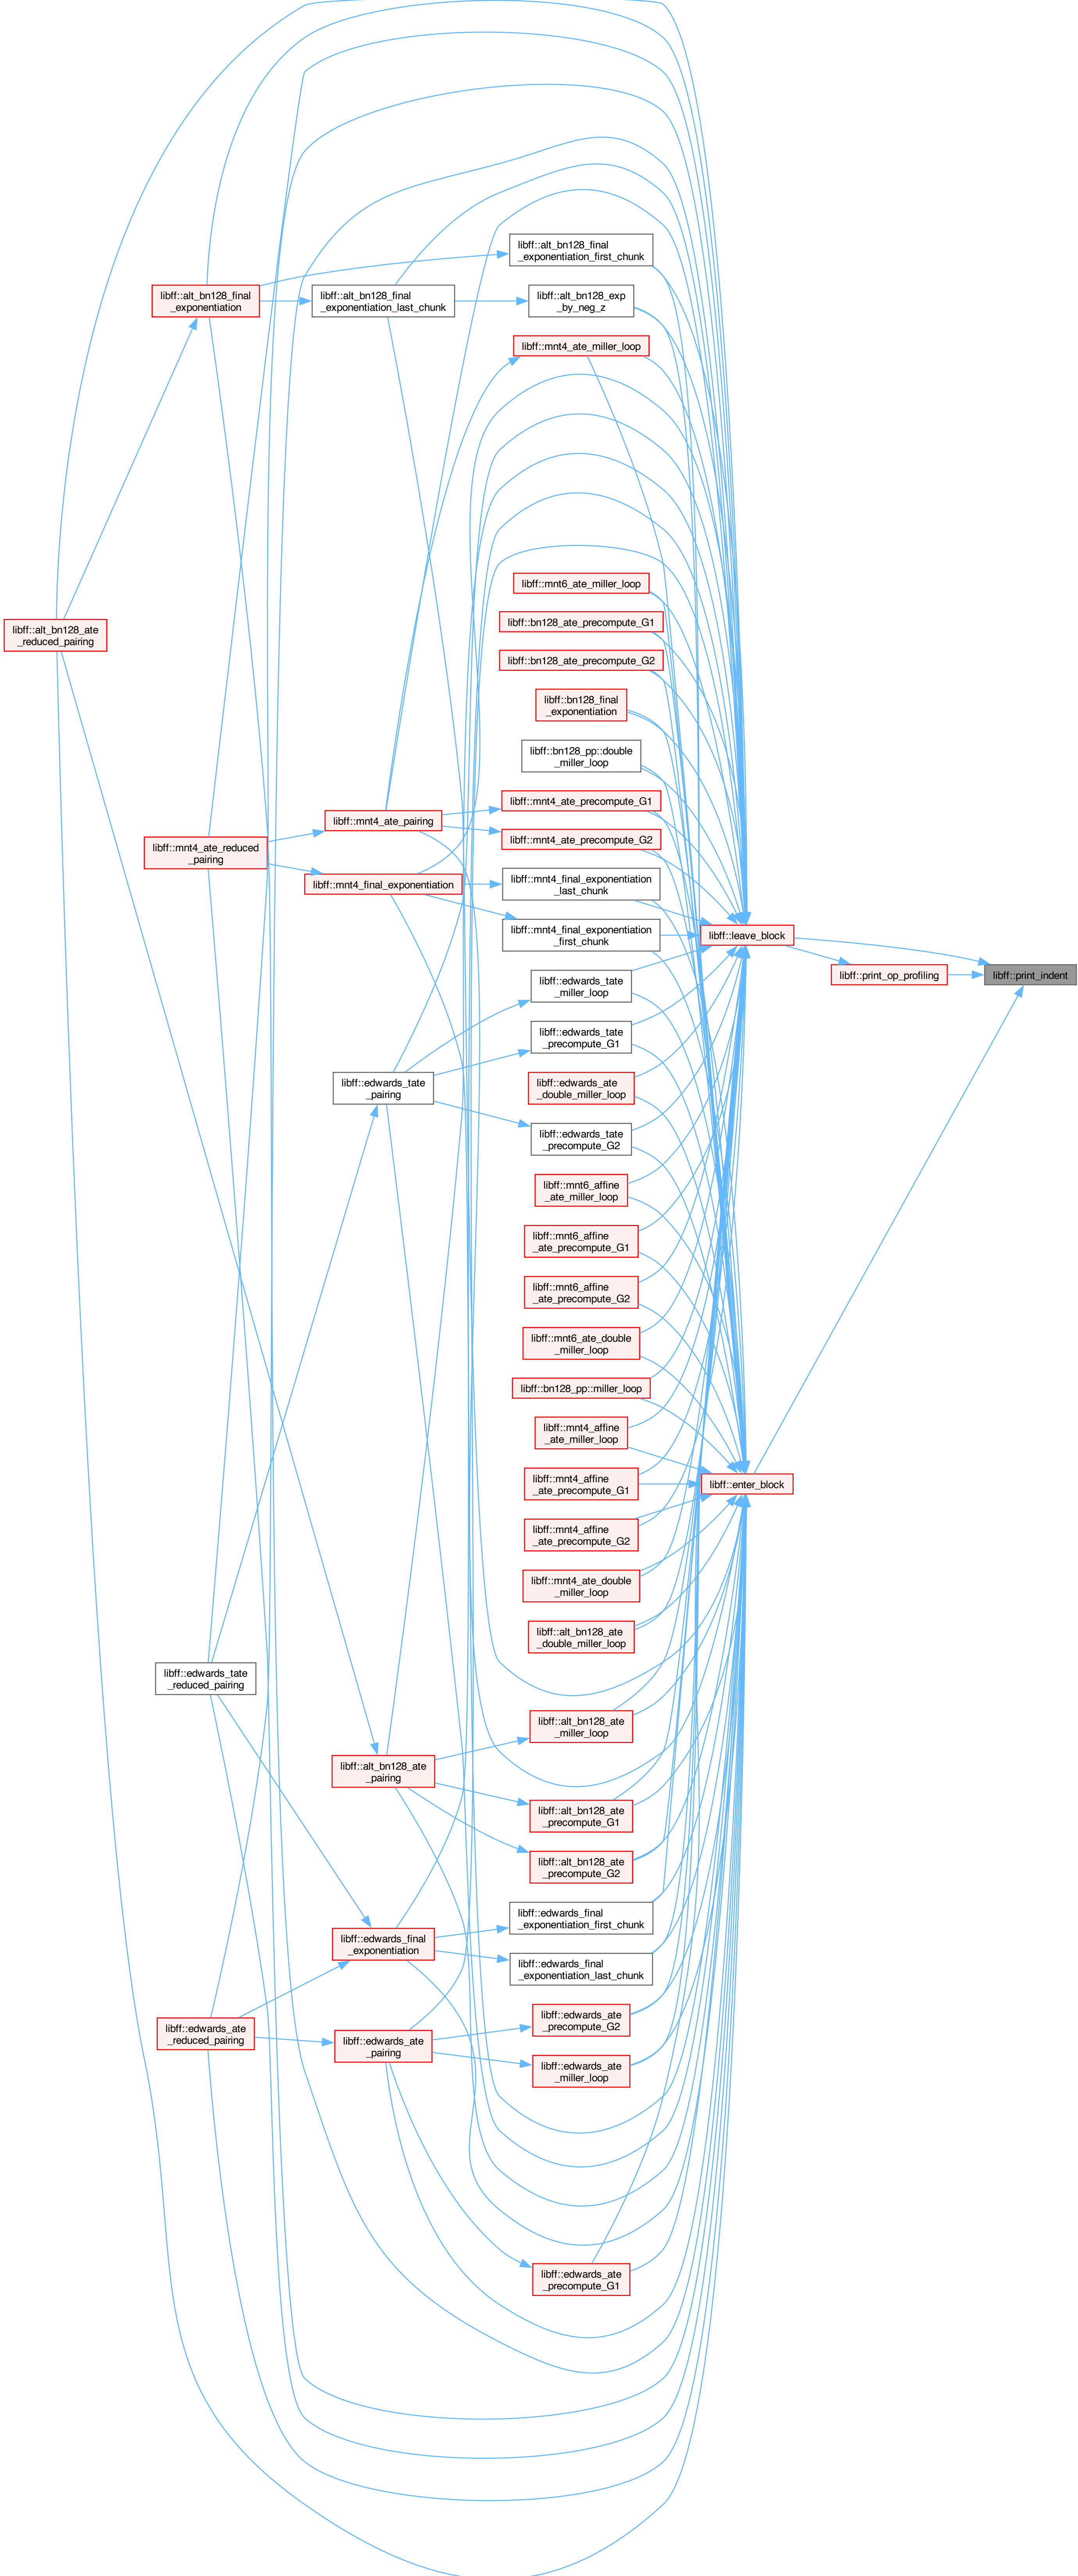 libff::alt_bn128_final
_exponentiation_first_chunk
libff::alt_bn128_final
_exponentiation
libff::alt_bn128_final
_exponentiation_last_chunk
libff::alt_bn128_exp
_by_neg_z
libff::mnt4_ate_miller_loop
libff::mnt6_ate_miller_loop
libff::bn128_ate_precompute_G1
libff::alt_bn128_ate
_reduced_pairing
libff::bn128_ate_precompute_G2
libff::bn128_final
_exponentiation
libff::bn128_pp::double
_miller_loop
libff::mnt4_ate_precompute_G1
libff::mnt4_ate_pairing
libff::mnt4_ate_precompute_G2
libff::mnt4_ate_reduced
_pairing
libff::mnt4_final_exponentiation
libff::mnt4_final_exponentiation
_last_chunk
libff::mnt4_final_exponentiation
_first_chunk
libff::leave_block
libff::print_op_profiling
libff::print_indent
libff::edwards_tate
_miller_loop
libff::edwards_tate
_precompute_G1
libff::edwards_tate
_pairing
libff::edwards_ate
_double_miller_loop
libff::edwards_tate
_precompute_G2
libff::mnt6_affine
_ate_miller_loop
libff::mnt6_affine
_ate_precompute_G1
libff::mnt6_affine
_ate_precompute_G2
libff::mnt6_ate_double
_miller_loop
libff::bn128_pp::miller_loop
libff::mnt4_affine
_ate_miller_loop
libff::mnt4_affine
_ate_precompute_G1
libff::enter_block
libff::mnt4_affine
_ate_precompute_G2
libff::mnt4_ate_double
_miller_loop
libff::alt_bn128_ate
_double_miller_loop
libff::edwards_tate
_reduced_pairing
libff::alt_bn128_ate
_miller_loop
libff::alt_bn128_ate
_pairing
libff::alt_bn128_ate
_precompute_G1
libff::alt_bn128_ate
_precompute_G2
libff::edwards_final
_exponentiation_first_chunk
libff::edwards_final
_exponentiation
libff::edwards_final
_exponentiation_last_chunk
libff::edwards_ate
_reduced_pairing
libff::edwards_ate
_precompute_G2
libff::edwards_ate
_pairing
libff::edwards_ate
_miller_loop
libff::edwards_ate
_precompute_G1